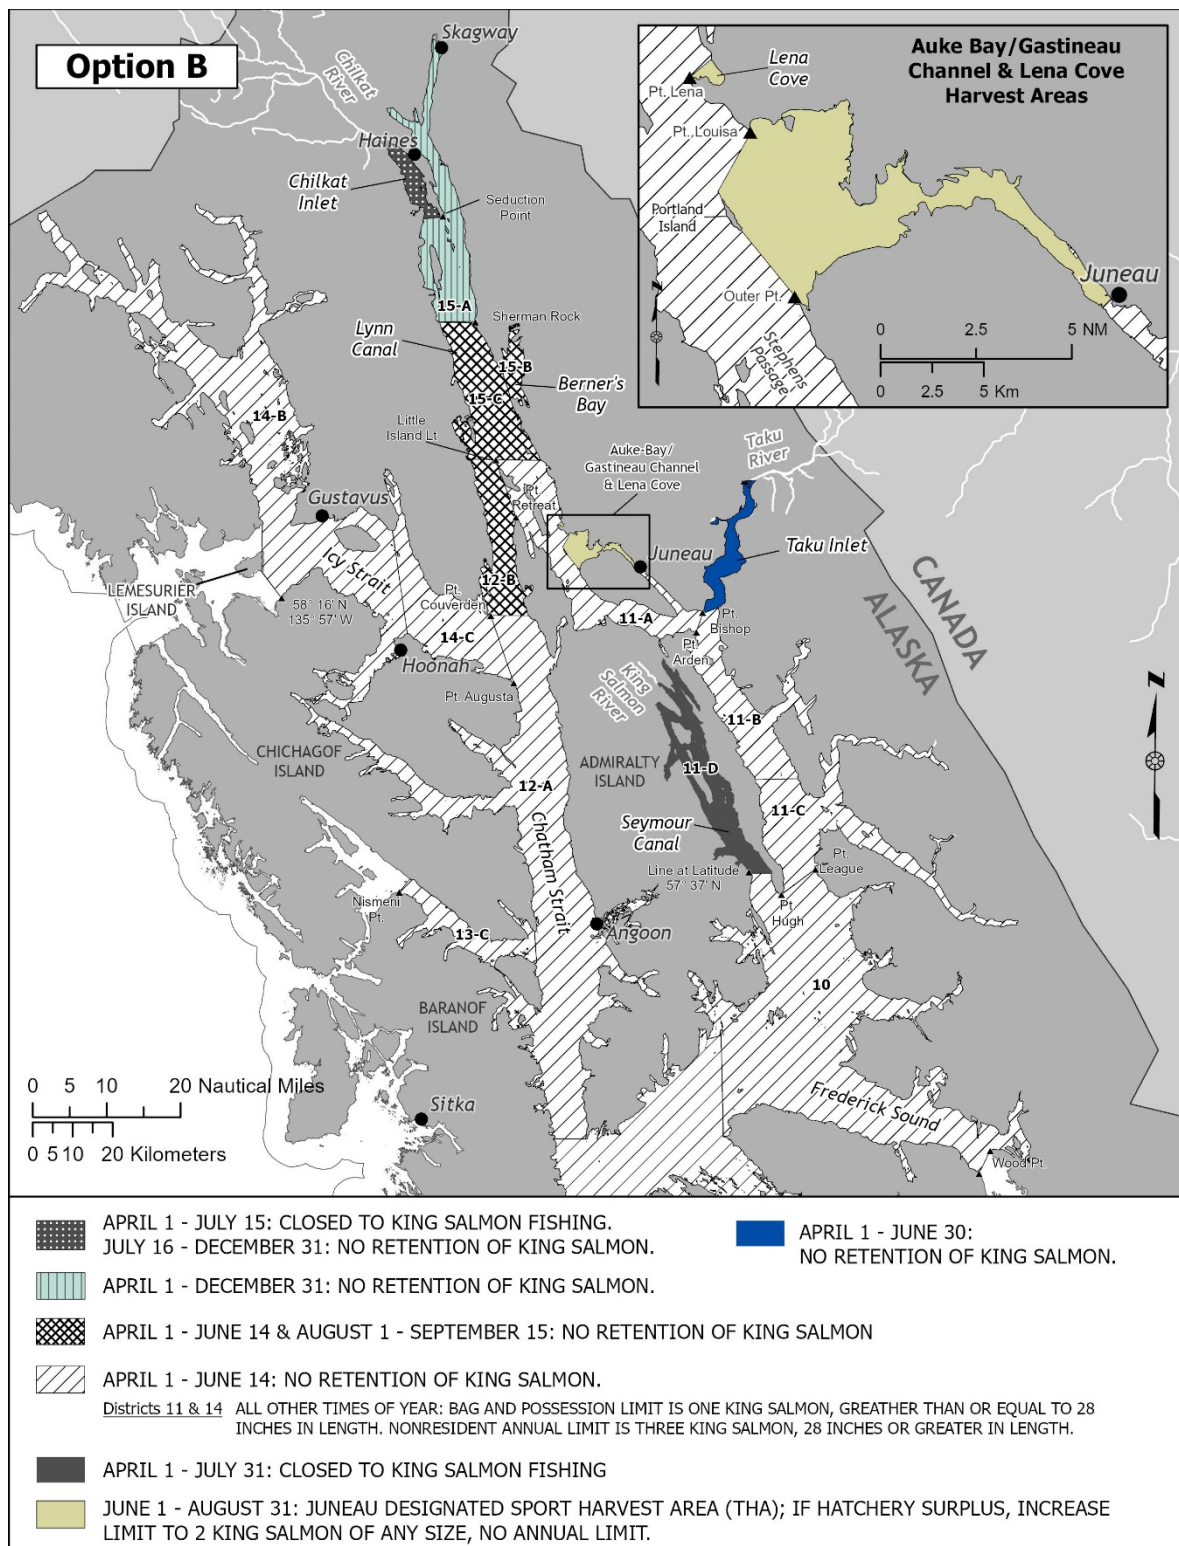 Option B
Skagway
Chilkat
River
Haines
Chilkat
Inlet
Seduction
Point
15-A
Sherman Rock
Lynn
Canal
15-B
Berner's
Bay
15-C
14-B
Little
Island Lt
Auke-Bay/
Gastineau Channel
& Lena Cove
Taku
River
Pt.
Retreat
Gustavus
Juneau
Taku Inlet
Icy Strait
LEMESURIER
ISLAND
58° 16' N
135° 57' W
12-B
Pt.
Couverden
11-A
Pt.
Bishop
14-C
Hoonah
Pt.
Arden
King
Salmon
River
Pt. Augusta
CANADA
ALASKA
11-B
CHICHAGOF
ISLAND
ADMIRALTY
ISLAND
11-D
12-A
11-C
Chatham Strait
Seymour
Canal
Line at Latitude
57° 37' N
Pt.
League
Pt.
Hugh
Nismeni
Pt.
13-C
Angoon
10
BARANOF
ISLAND
Frederick Sound
Wood Pt.
Sitka
N
0 5 10 20 Nautical Miles
0 5 10 20 Kilometers
Auke Bay/Gastineau
Channel & Lena Cove
Harvest Areas
Lena
Cove
Pt. Lena
Pt. Louisa
Portland
Island
Outer Pt.
Juneau
Stephens
Passage
N
0 2.5 5 NM
0 2.5 5 Km
APRIL 1 - JULY 15: CLOSED TO KING SALMON FISHING.
JULY 16 - DECEMBER 31: NO RETENTION OF KING SALMON.
APRIL 1 - JUNE 30:
NO RETENTION OF KING SALMON.
APRIL 1 - DECEMBER 31: NO RETENTION OF KING SALMON.
APRIL 1 - JUNE 14 & AUGUST 1 - SEPTEMBER 15: NO RETENTION OF KING SALMON
APRIL 1 - JUNE 14: NO RETENTION OF KING SALMON.
Districts 11 & 14 ALL OTHER TIMES OF YEAR: BAG AND POSSESSION LIMIT IS ONE KING SALMON, GREATHER THAN OR EQUAL TO 28
INCHES IN LENGTH. NONRESIDENT ANNUAL LIMIT IS THREE KING SALMON, 28 INCHES OR GREATER IN LENGTH.
APRIL 1 - JULY 31: CLOSED TO KING SALMON FISHING
JUNE 1 - AUGUST 31: JUNEAU DESIGNATED SPORT HARVEST AREA (THA); IF HATCHERY SURPLUS, INCREASE
LIMIT TO 2 KING SALMON OF ANY SIZE, NO ANNUAL LIMIT.